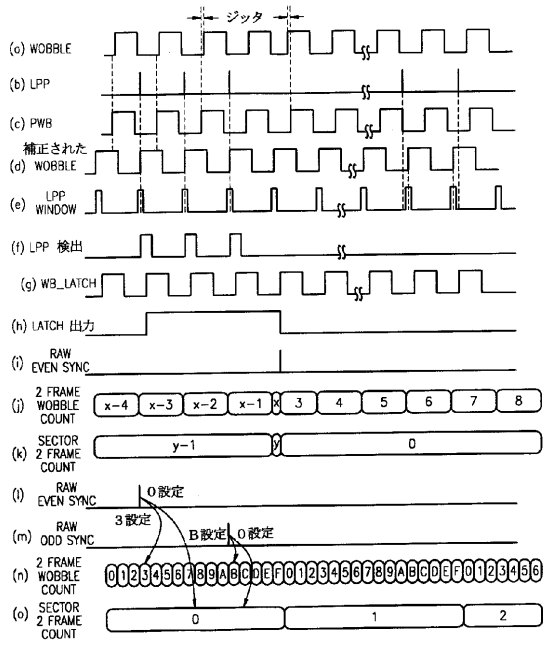 ジッタ
(a) WOBBLE
(b) LPP
(c) PWB
補正された
(d) WOBBLE
(e) LPP
WINDOW
(f) LPP 検出
(g) WB_LATCH
(h) LATCH 出力
(i) RAW
EVEN SYNC
(j) 2 FRAME
WOBBLE
COUNT
x-4 x-3 x-2 x-1 x 3 4 5 6 7 8
(k) SECTOR
2 FRAME
COUNT
y-1 y 0
(l) RAW
EVEN SYNC
0設定
3設定
(m) RAW
ODD SYNC
B設定 0設定
(n) 2 FRAME
WOBBLE
COUNT
0 1 2 3 4 5 6 7 8 9 A B C D E F 0 1 2 3 4 5 6 7 8 9 A B C D E F 0 1 2 3 4 5 6
(o) SECTOR
2 FRAME
COUNT
0 1 2